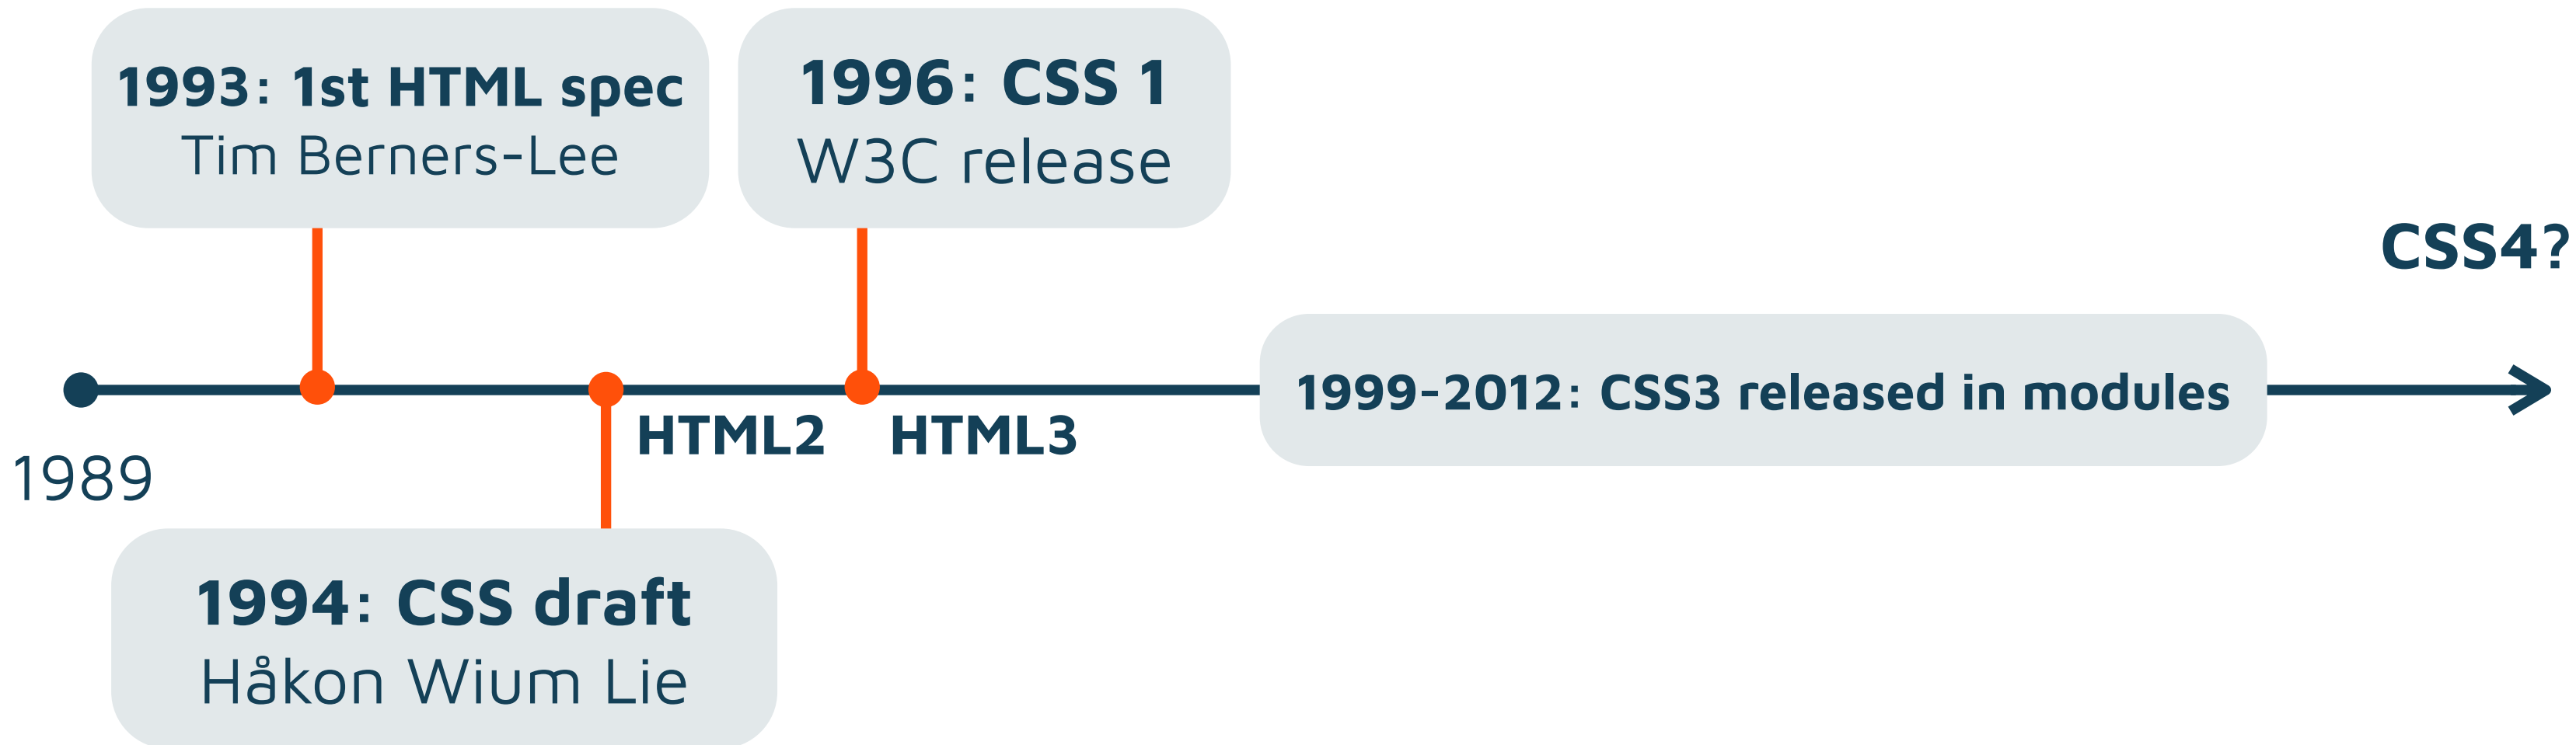 1993: 1st HTML spec
Tim Berners-Lee
1996: CSS 1
W3C release
CSS4?
1999-2012: CSS3 released in modules
HTML2
HTML3
1989
1994: CSS draft
Håkon Wium Lie